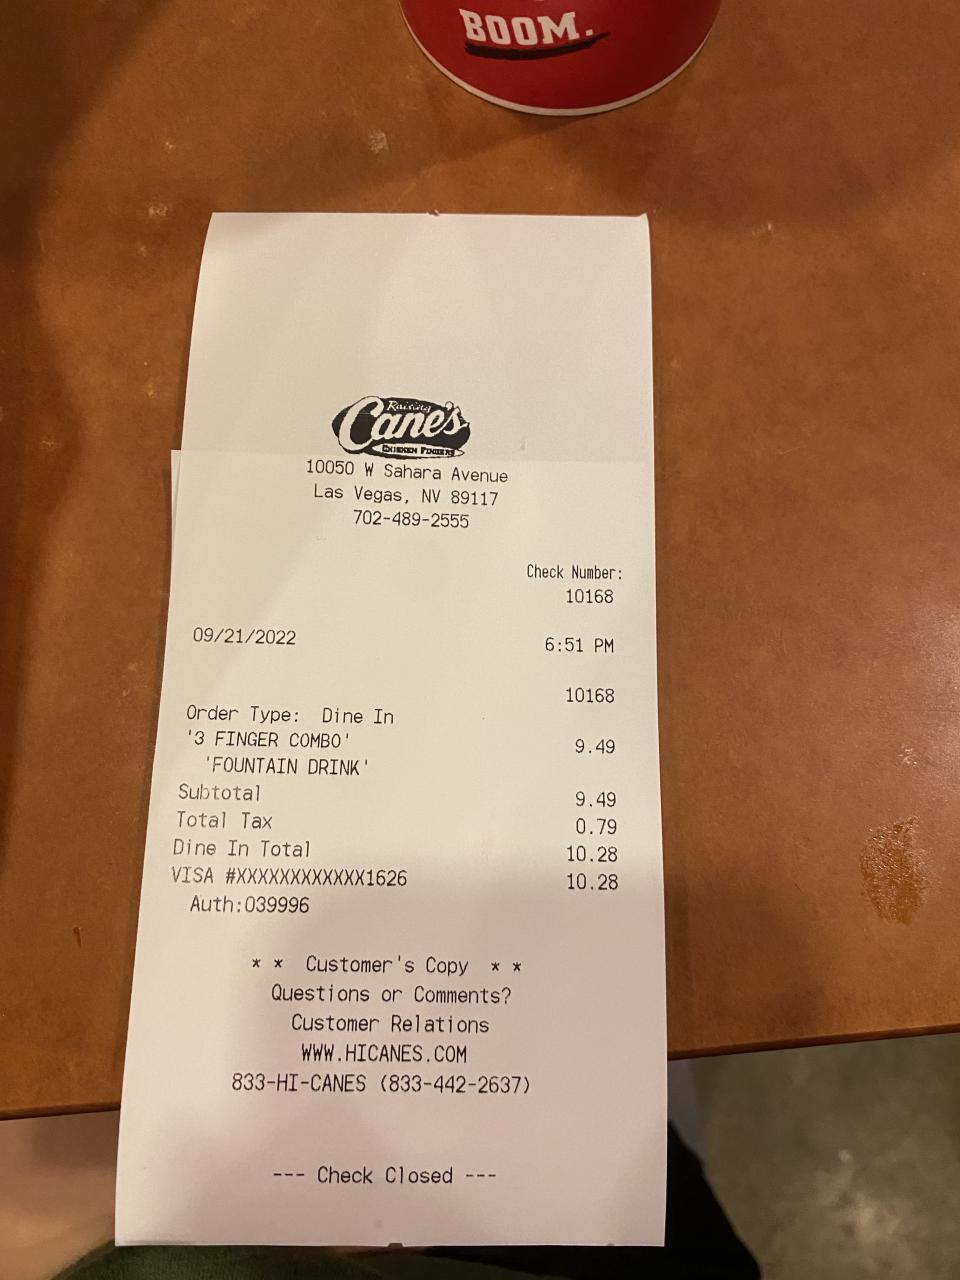 BOOM.
Raising
Cane's
CHICKEN FINGERS
10050 W Sahara Avenue
Las Vegas, NV 89117
702-489-2555
Check Number:
10168
09/21/2022 6:51 PM
10168
Order Type: Dine In
'3 FINGER COMBO' 9.49
'FOUNTAIN DRINK'
Subtotal 9.49
Total Tax 0.79
Dine In Total 10.28
VISA #XXXXXXXXXXXX1626 10.28
Auth:039996
* * Customer's Copy * *
Questions or Comments?
Customer Relations
WWW.HICANES.COM
833-HI-CANES (833-442-2637)
--- Check Closed ---